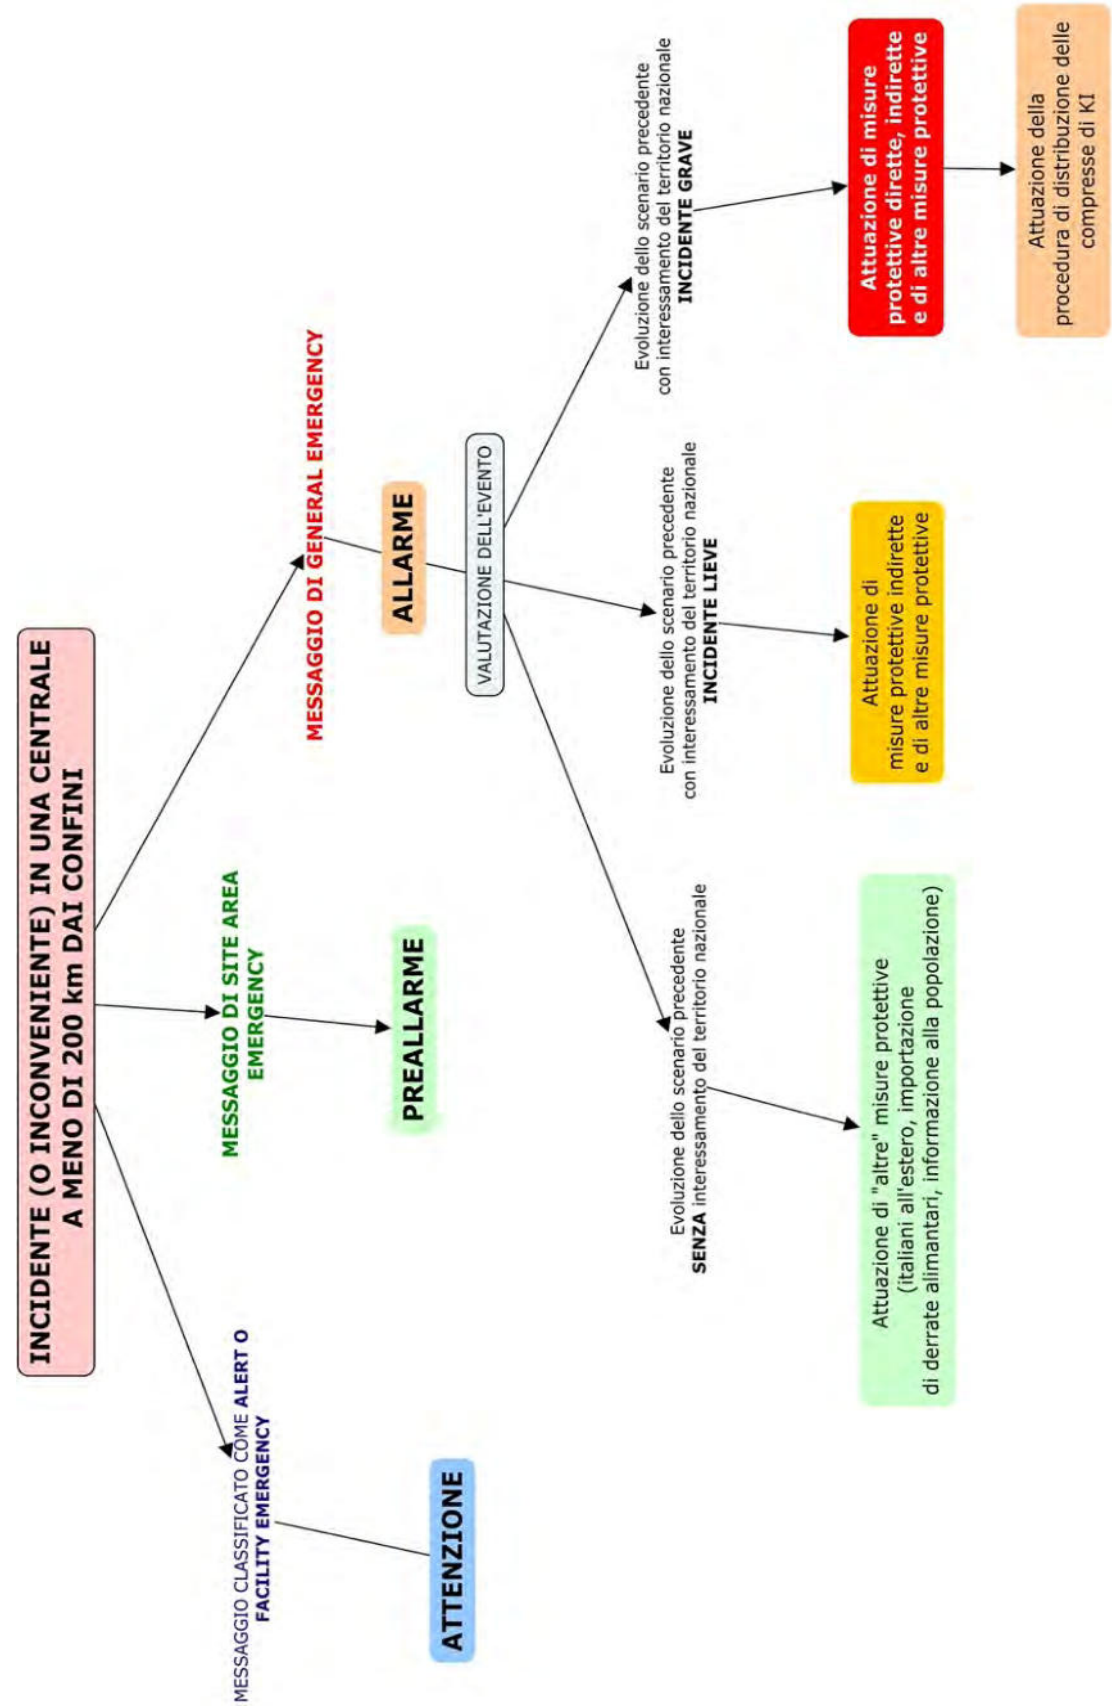 INCIDENTE (O INCONVENIENTE) IN UNA CENTRALE
A MENO DI 200 km DAI CONFINI
MESSAGGIO CLASSIFICATO COME ALERT O
FACILITY EMERGENCY
ATTENZIONE
MESSAGGIO DI SITE AREA
EMERGENCY
PREALLARME
MESSAGGIO DI GENERAL EMERGENCY
ALLARME
VALUTAZIONE DELL'EVENTO
Evoluzione dello scenario precedente
SENZA interessamento del territorio nazionale
Attuazione di "altre" misure protettive
(italiani all'estero, importazione
di derrate alimantari, informazione alla popolazione)
Evoluzione dello scenario precedente
con interessamento del territorio nazionale
INCIDENTE LIEVE
Attuazione di
misure protettive indirette
e di altre misure protettive
Evoluzione dello scenario precedente
con interessamento del territorio nazionale
INCIDENTE GRAVE
Attuazione di misure
protettive dirette, indirette
e di altre misure protettive
Attuazione della
procedura di distribuzione delle
compresse di KI